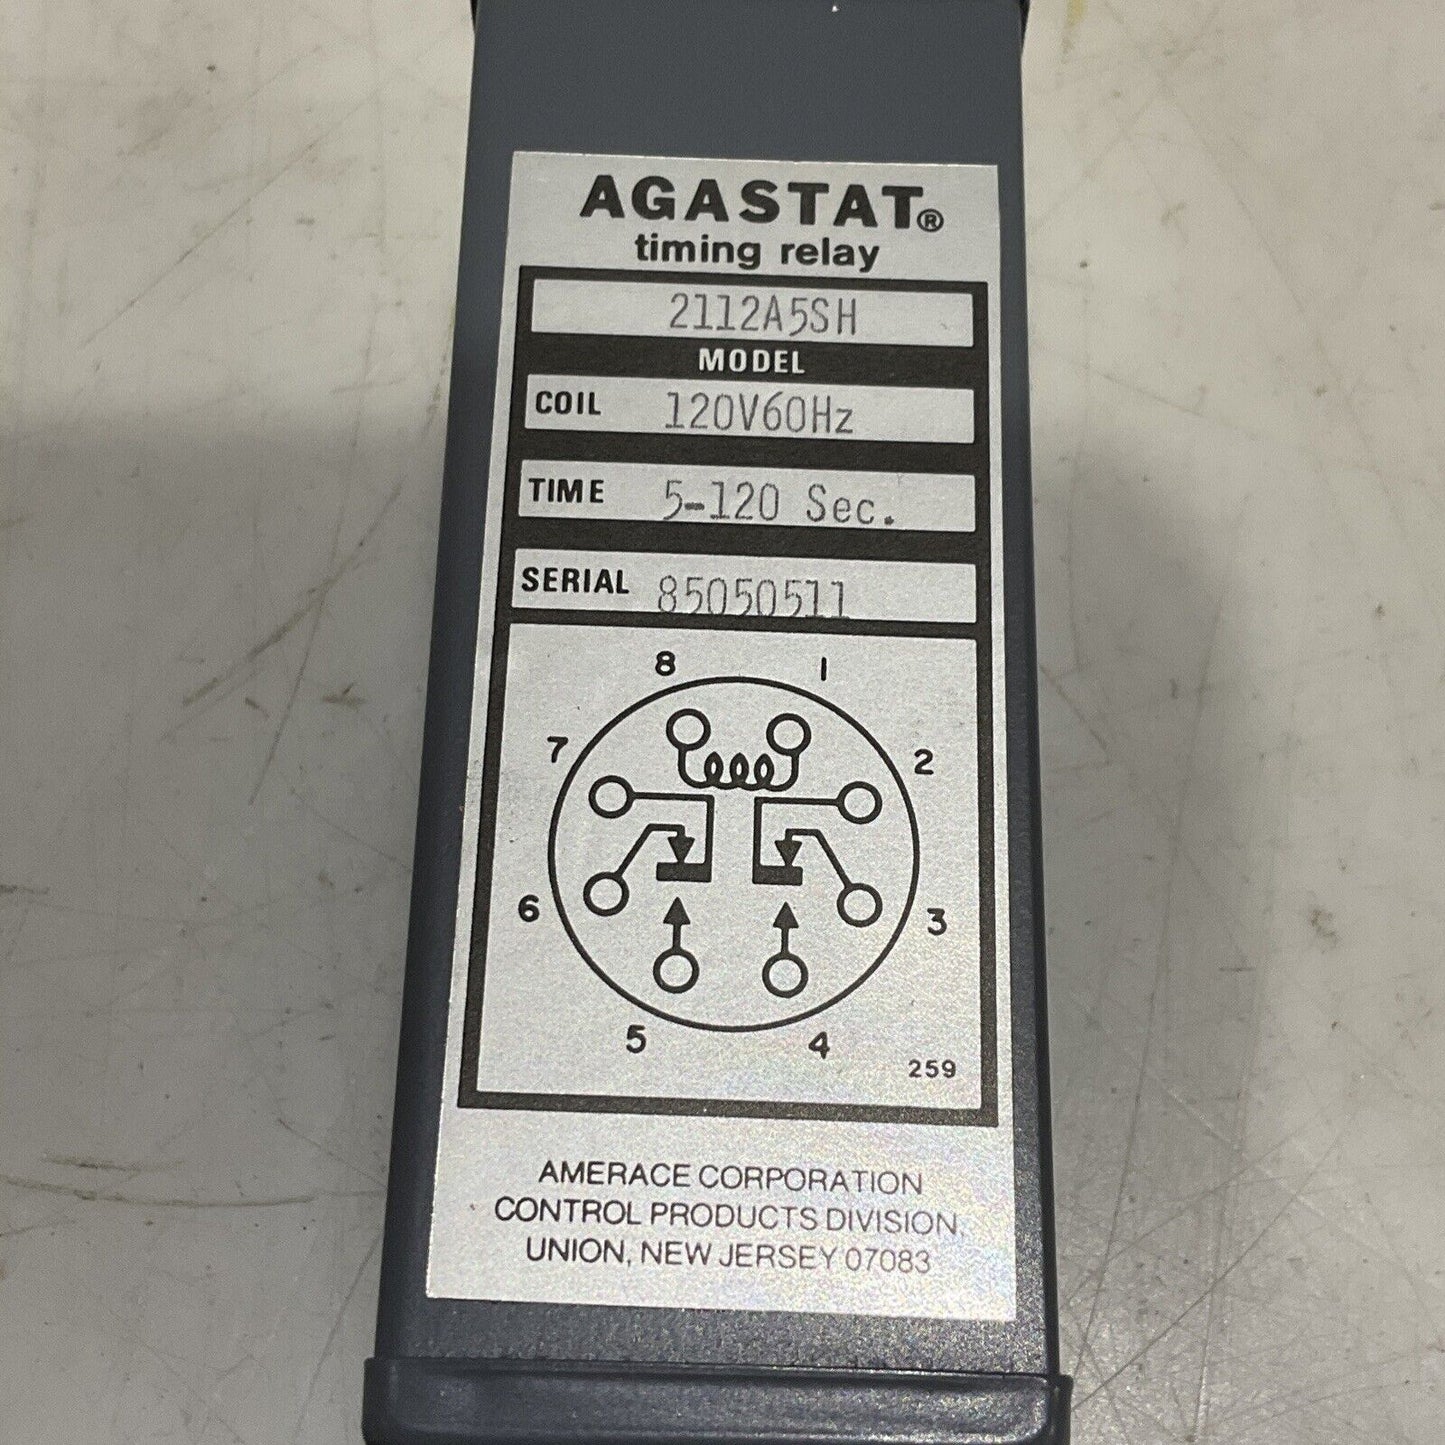 AGASTAT®
timing relay
2112A5SH
MODEL
COIL 120V60Hz
TIME 5-120 Sec.
SERIAL 85050511
8 1
7 2
6 3
5 4
259
AMERACE CORPORATION
CONTROL PRODUCTS DIVISION,
UNION, NEW JERSEY 07083